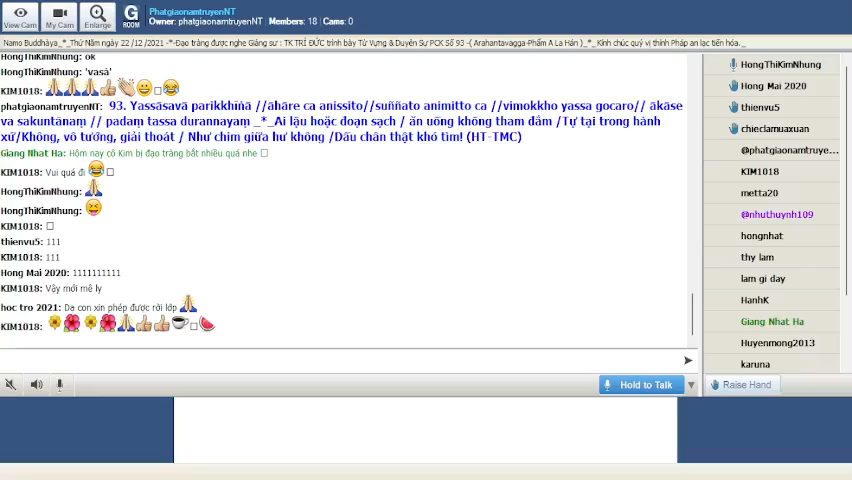 PhatgiaonamtruyenNT
Owner: phatgiaonamtruyenNT | Members: 18 | Cams: 0
View Cam
My Cam
Enlarge
G
ROOM
Namo Buddhàya_*_Thứ Năm ngày 22/12/2021 -*-Đạo tràng được nghe Giảng sư : TK TRÍ ĐỨC trình bày Từ Vựng & Duyên Sự PCK Số 93 -( Arahantavagga-Phẩm A La Hán )_*_ Kính chúc quý vị thính Pháp an lạc tiến hóa._
HongThiKimNhung: ok
HongThiKimNhung: 'vasà'
KIM1018:
phatgiaonamtruyenNT: 93. Yassāsavā parikkhīṅā //āhāre ca anissito//suññato animitto ca //vimokkho yassa gocaro// ākāse
va sakuntānaṃ // padaṃ tassa durannayaṃ _*_Ai lậu hoặc đoạn sạch / ăn uống không tham đắm /Tự tại trong hành
xứ/Không, vô tướng, giải thoát / Như chim giữa hư không /Dấu chân thật khó tìm! (HT-TMC)
Giang Nhat Ha: Hôm nay cô Kim bị đạo tràng bắt nhiều quá nhe
KIM1018: Vui quá đi
HongThiKimNhung:
HongThiKimNhung:
KIM1018:
thienvu5: 111
KIM1018: 111
Hong Mai 2020: 1111111111
KIM1018: Vậy mới mê ly
hoc tro 2021: Dạ con xin phép được rời lớp
KIM1018:
Hold to Talk
HongThiKimNhung
Hong Mai 2020
thienvu5
chieclamuaxuan
@phatgiaonamtruye...
KIM1018
metta20
@nhuthuynh109
hongnhat
thy lam
lam gi day
HanhK
Giang Nhat Ha
Huyenmong2013
karuna
Raise Hand